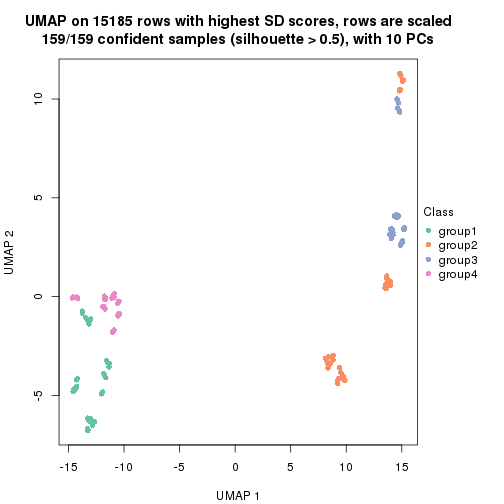 UMAP on 15185 rows with highest SD scores, rows are scaled
159/159 confident samples (silhouette > 0.5), with 10 PCs
10
5
0
-5
UMAP 2
-15
-10
-5
0
5
10
15
UMAP 1
Class
group1
group2
group3
group4